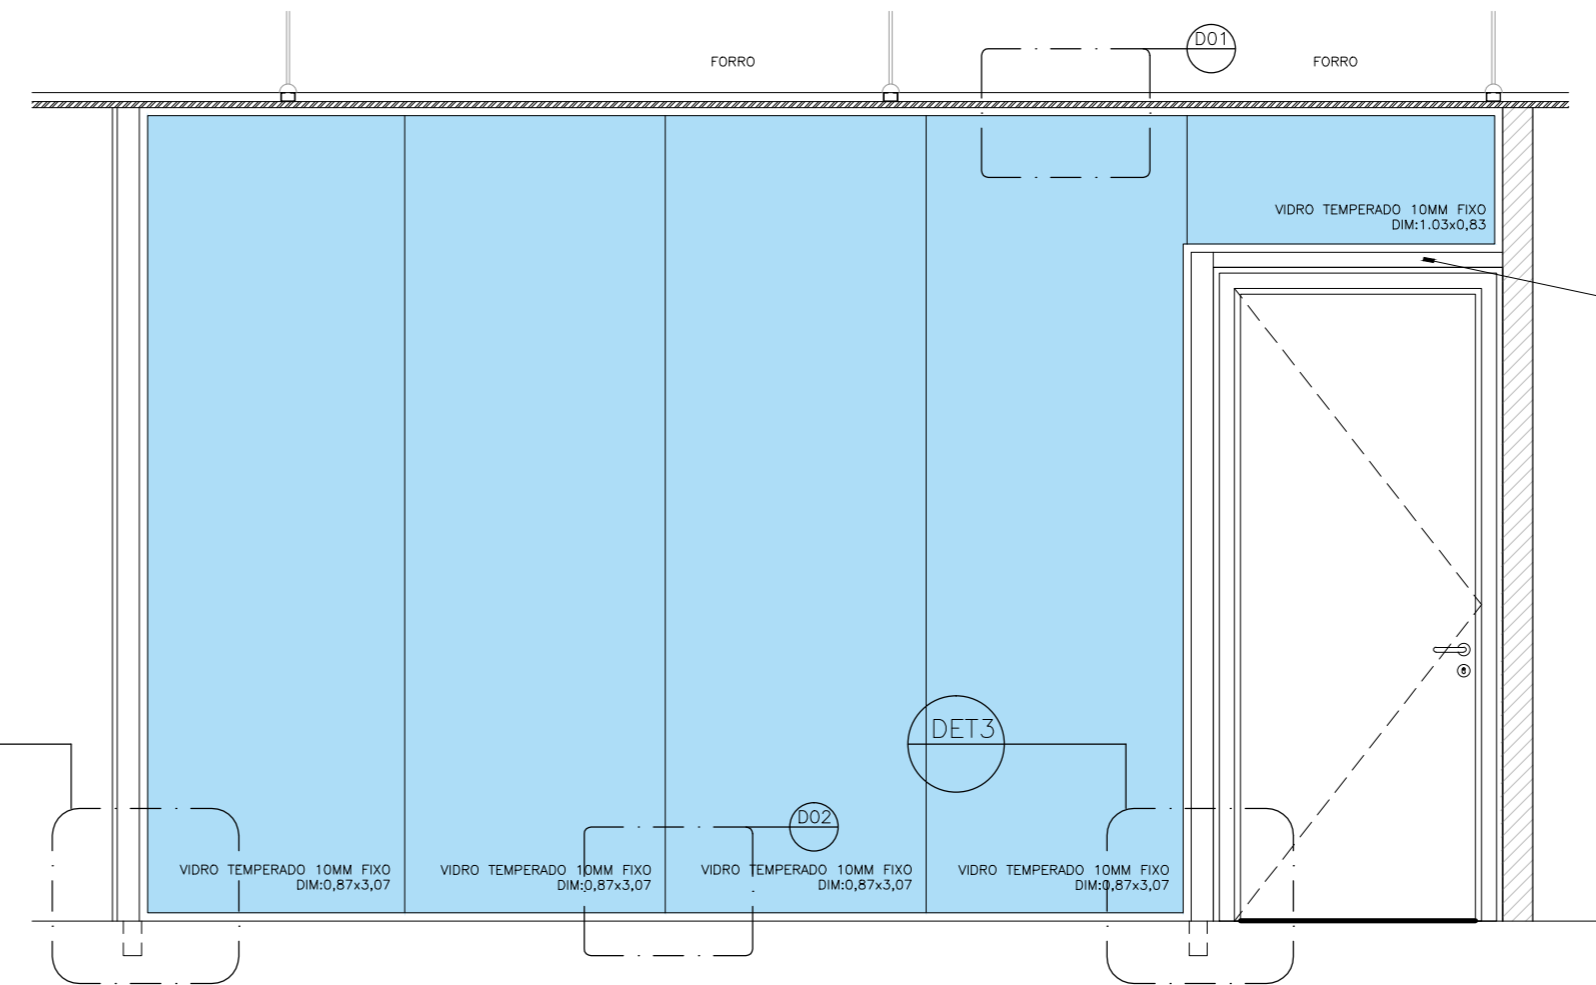 D01
FORRO
FORRO
VIDRO TEMPERADO 10MM FIXO
DIM:1.03x0,83
DET3
D02
VIDRO TEMPERADO 10MM FIXO
DIM:0,87x3,07
VIDRO TEMPERADO 10MM FIXO
DIM:0,87x3,07
VIDRO TEMPERADO 10MM FIXO
DIM:0,87x3,07
VIDRO TEMPERADO 10MM FIXO
DIM:0,87x3,07